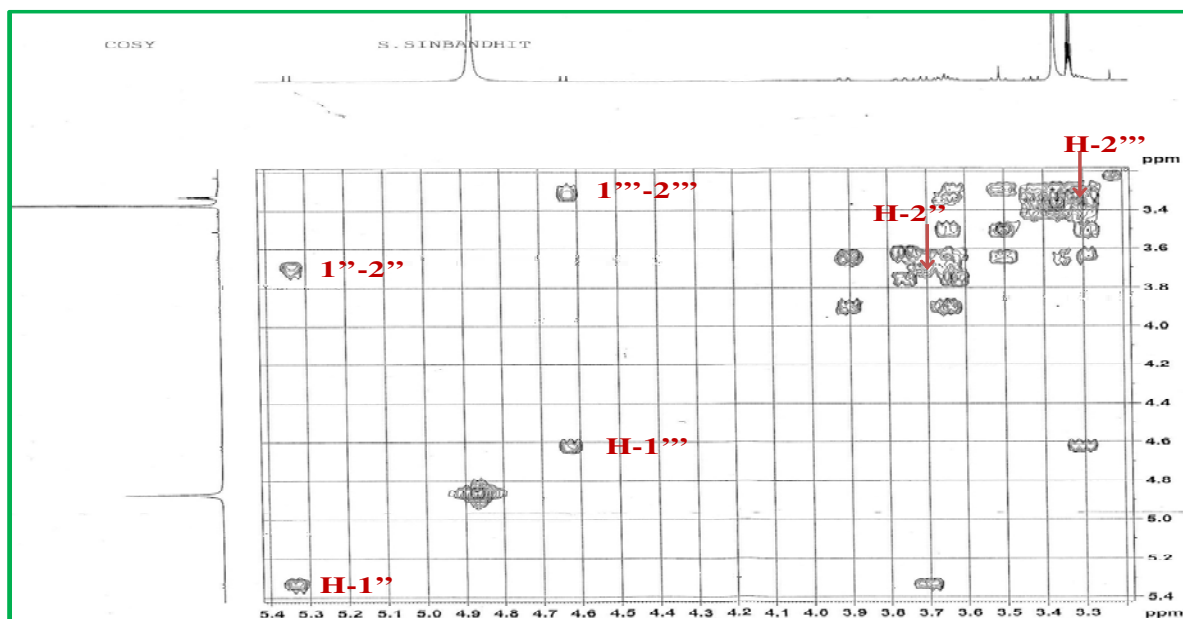 COSY S.SINBANDHIT
H-2’’’
ppm
1’’’-2’’’
H-2’’
3.4
3.6
1’’-2’’
3.8
4.0
4.2
4.4
H-1’’’
4.6
4.8
5.0
5.2
H-1’’
5.4
5.4 5.3 5.2 5.1 5.0 4.9 4.8 4.7 4.6 4.5 4.4 4.3 4.2 4.1 4.0 3.9 3.8 3.7 3.6 3.5 3.4 3.3 ppm